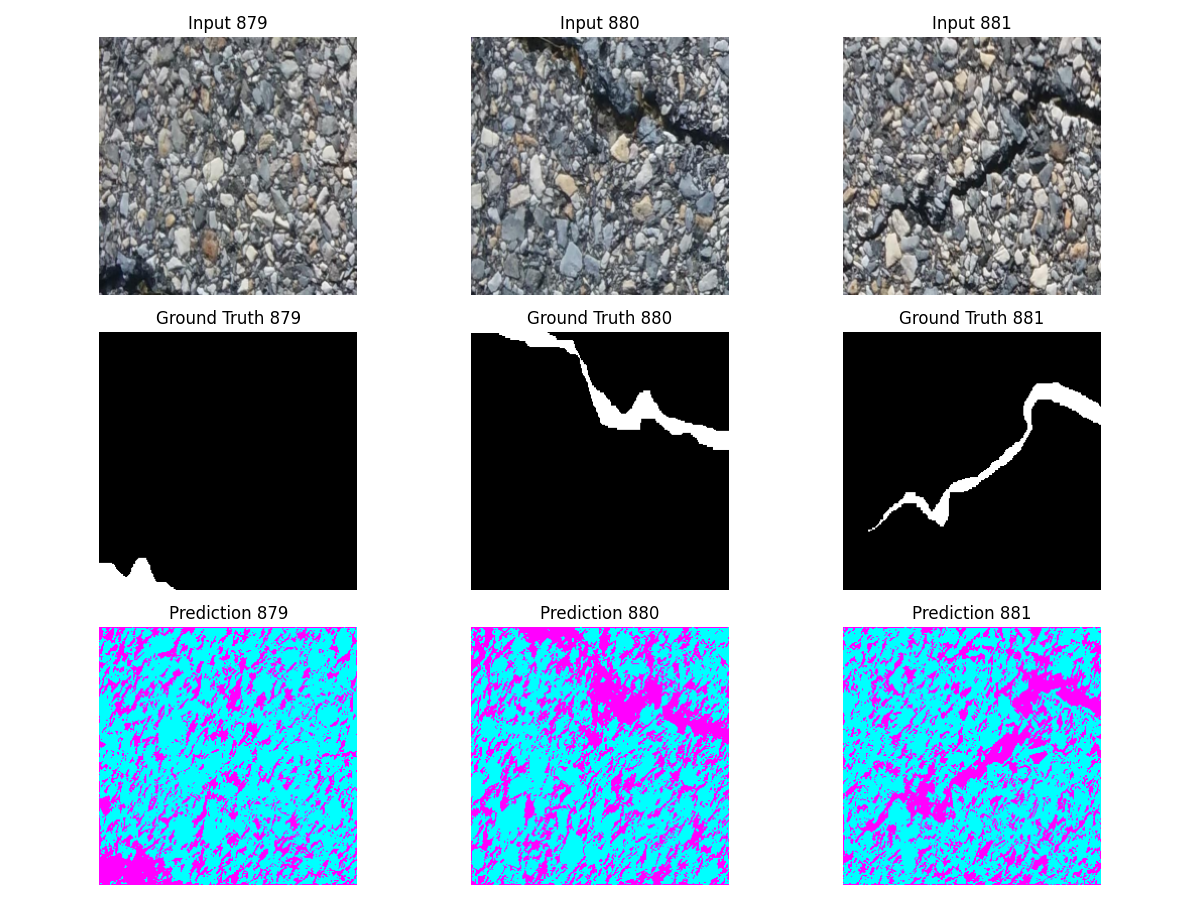 Input 879
Input 880
Input 881
Ground Truth 879
Ground Truth 880
Ground Truth 881
Prediction 879
Prediction 880
Prediction 881